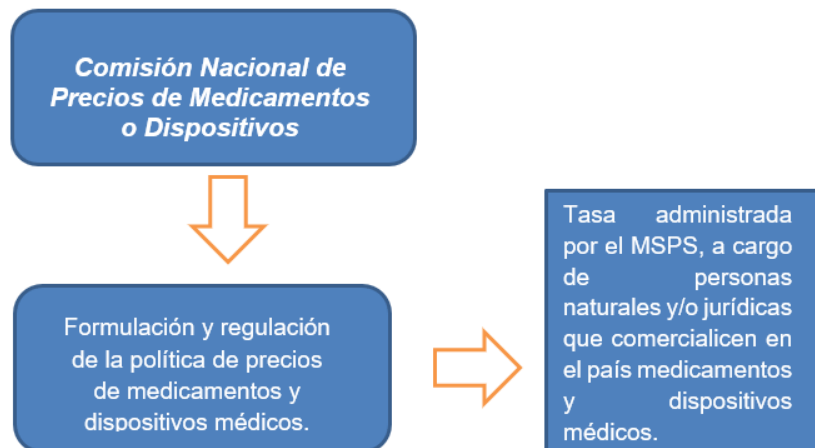 Comisión Nacional de
Precios de Medicamentos
o Dispositivos
Formulación y regulación
de la política de precios
de medicamentos y
dispositivos médicos.
Tasa administrada
por el MSPS, a cargo
de personas
naturales y/o jurídicas
que comercialicen en
el país medicamentos
y dispositivos
médicos.